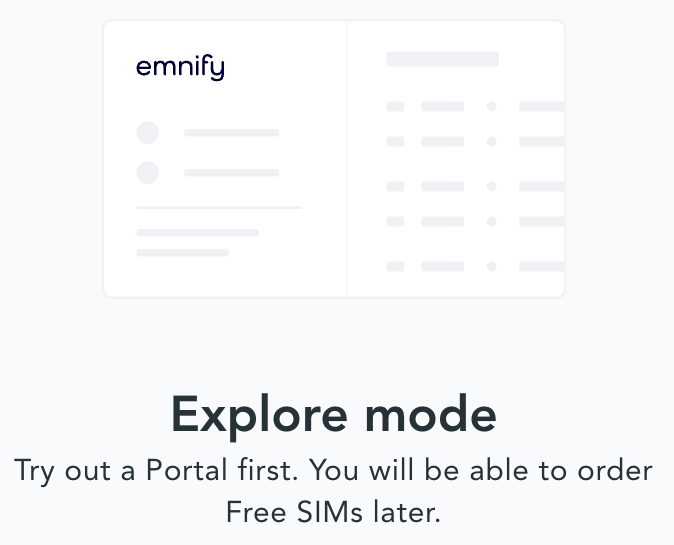 emnify
Explore mode
Try out a Portal first. You will be able to order
Free SIMs later.